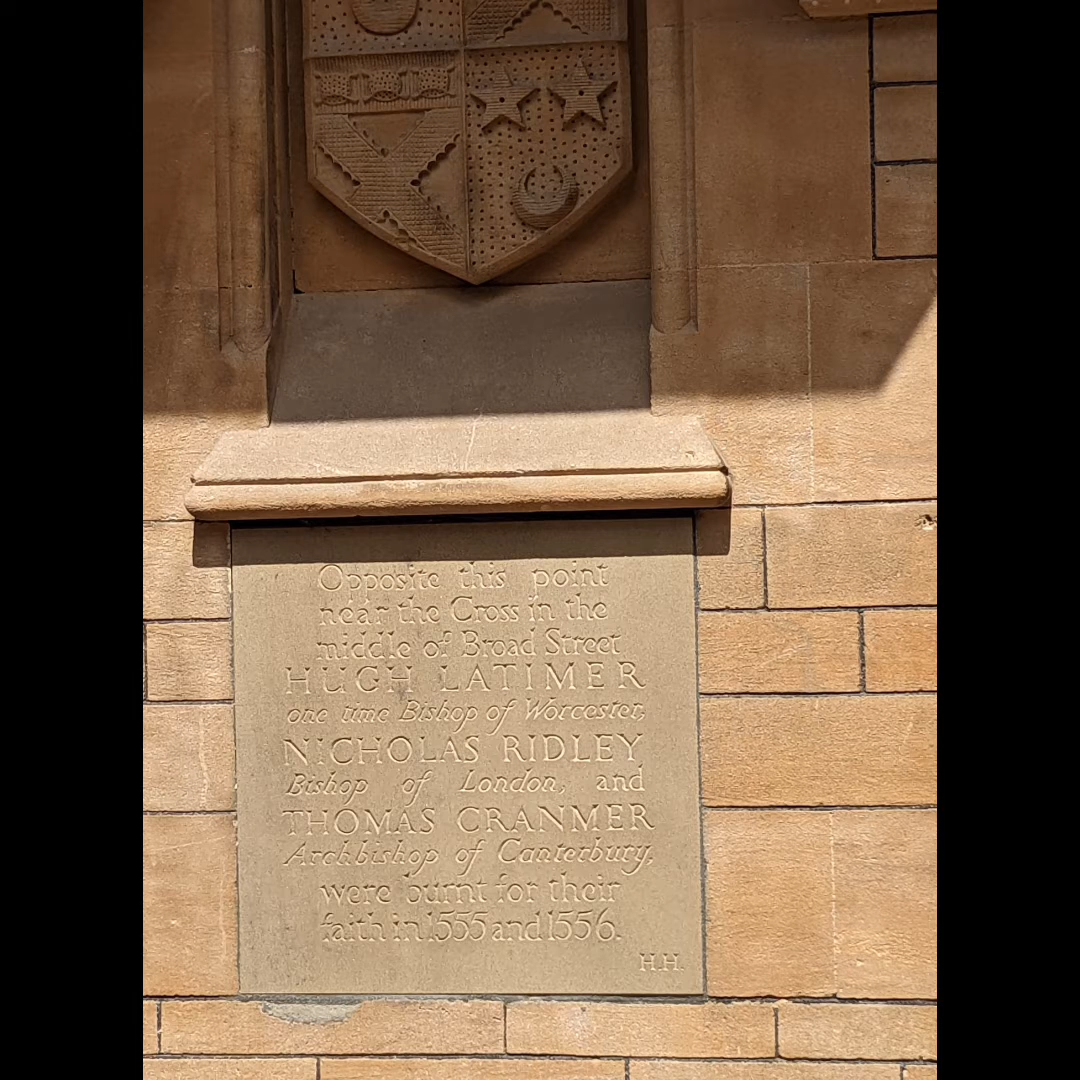 Opposite this point
near the Cross in the
middle of Broad Street
HUGH LATIMER
one time Bishop of Worcester,
NICHOLAS RIDLEY
Bishop of London, and
THOMAS CRANMER
Archbishop of Canterbury,
were burnt for their
faith in 1555 and 1556.
H.H.